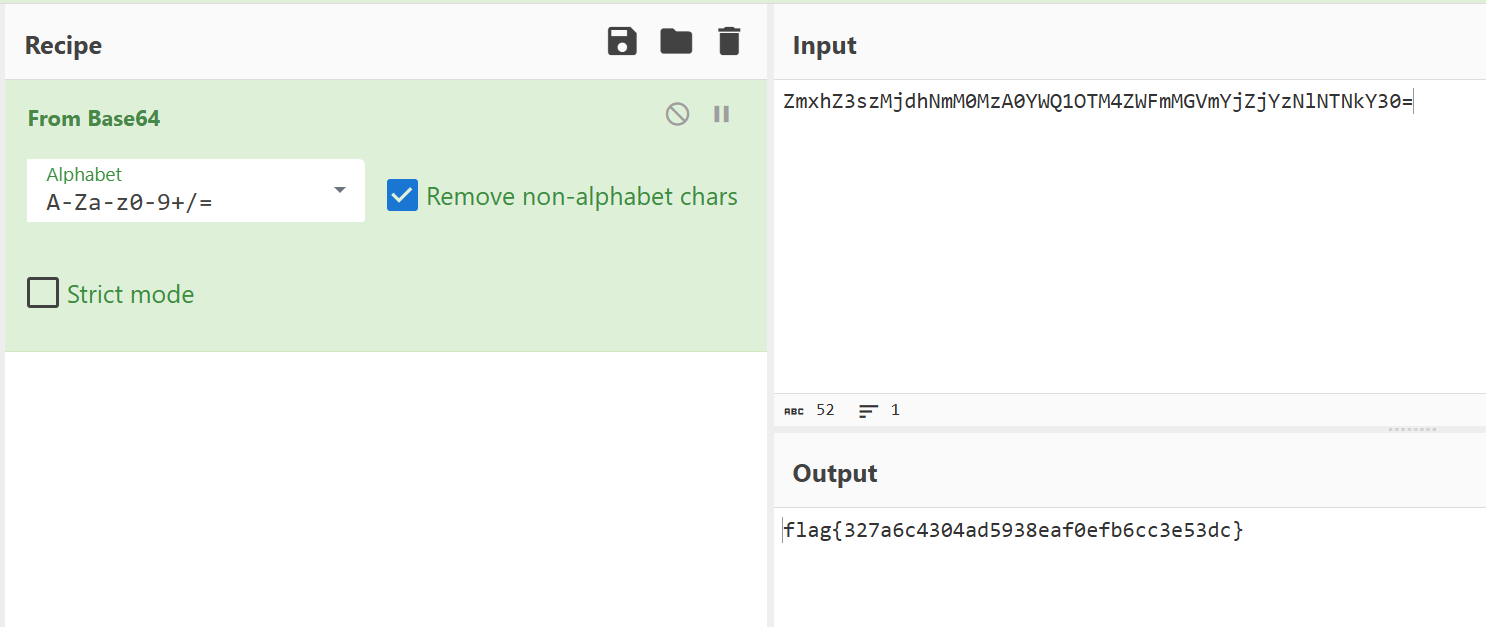 Recipe
From Base64
Alphabet
A-Za-z0-9+/=
Remove non-alphabet chars
Strict mode
Input
ZmxhZ3szMjdhNmM0MzA0YWQ1OTM4ZWFmMGVmYjZjYzNlNTNkY30=
ABC 52 1
Output
flag{327a6c4304ad5938eaf0efb6cc3e53dc}